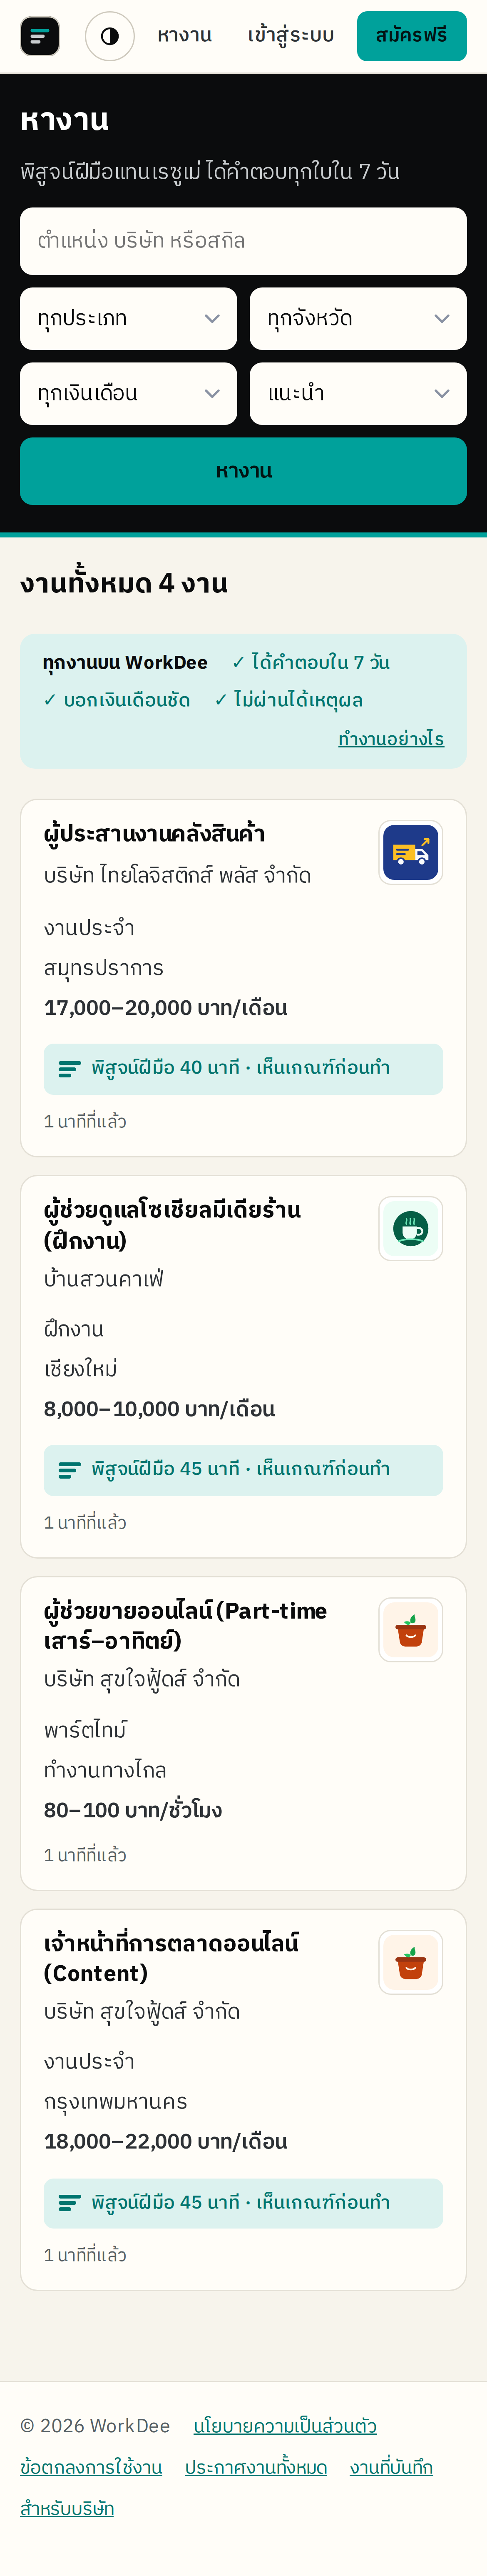 หางาน เข้าสู่ระบบ สมัครฟรี
หางาน
พิสูจน์ฝีมือแทนเรซูเม่ ได้คำตอบทุกใบใน 7 วัน
ตำแหน่ง บริษัท หรือสกิล
ทุกประเภท ทุกจังหวัด
ทุกเงินเดือน แนะนำ
หางาน
งานทั้งหมด 4 งาน
ทุกงานบน WorkDee ✓ ได้คำตอบใน 7 วัน
✓ บอกเงินเดือนชัด ✓ ไม่ผ่านได้เหตุผล
ทำงานอย่างไร
ผู้ประสานงานคลังสินค้า
บริษัท ไทยโลจิสติกส์ พลัส จำกัด
งานประจำ
สมุทรปราการ
17,000–20,000 บาท/เดือน
พิสูจน์ฝีมือ 40 นาที · เห็นเกณฑ์ก่อนทำ
1 นาทีที่แล้ว
ผู้ช่วยดูแลโซเชียลมีเดียร้าน
(ฝึกงาน)
บ้านสวนคาเฟ่
ฝึกงาน
เชียงใหม่
8,000–10,000 บาท/เดือน
พิสูจน์ฝีมือ 45 นาที · เห็นเกณฑ์ก่อนทำ
1 นาทีที่แล้ว
ผู้ช่วยขายออนไลน์ (Part-time
เสาร์–อาทิตย์)
บริษัท สุขใจฟู้ดส์ จำกัด
พาร์ตไทม์
ทำงานทางไกล
80–100 บาท/ชั่วโมง
1 นาทีที่แล้ว
เจ้าหน้าที่การตลาดออนไลน์
(Content)
บริษัท สุขใจฟู้ดส์ จำกัด
งานประจำ
กรุงเทพมหานคร
18,000–22,000 บาท/เดือน
พิสูจน์ฝีมือ 45 นาที · เห็นเกณฑ์ก่อนทำ
1 นาทีที่แล้ว
© 2026 WorkDee นโยบายความเป็นส่วนตัว
ข้อตกลงการใช้งาน ประกาศงานทั้งหมด งานที่บันทึก
สำหรับบริษัท